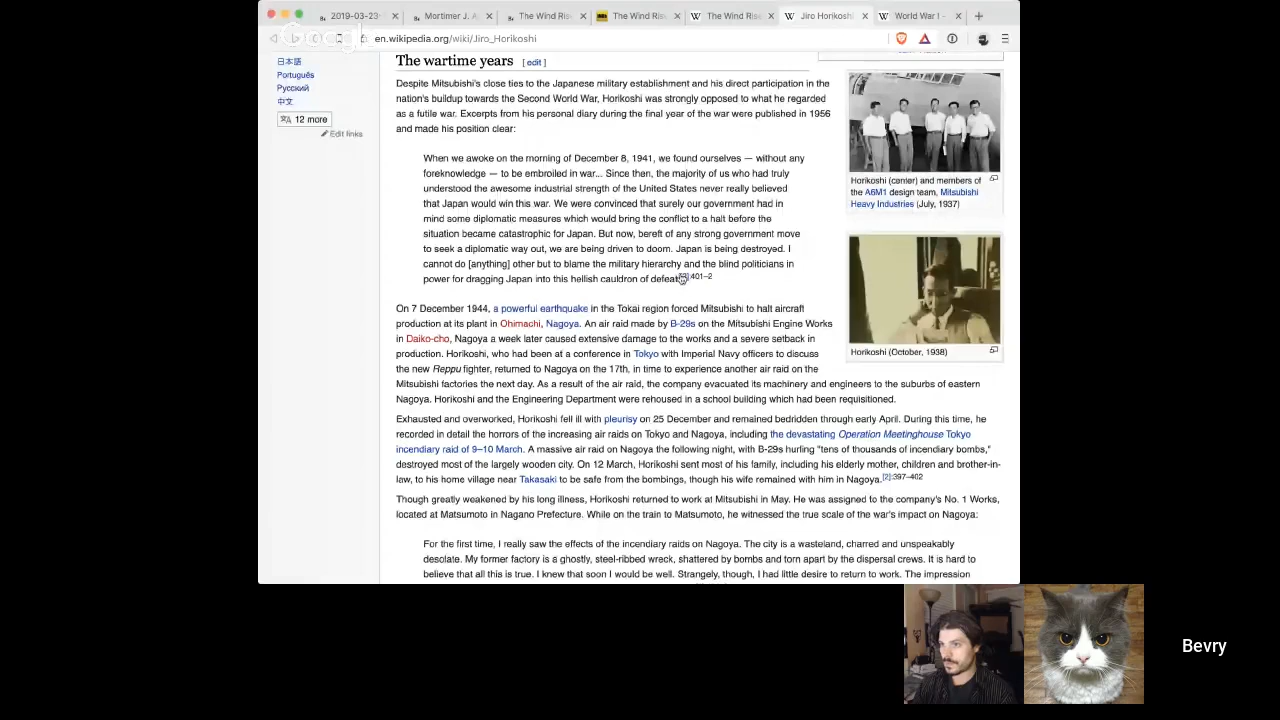 2019-03-23-
Mortimer J. A
The Wind Rise
The Wind Rise
The Wind Rise
Jiro Horikoshi
World War I -
en.wikipedia.org/wiki/Jiro_Horikoshi
日本語
Português
Русский
中文
12 more
Edit links
The wartime years [ edit ]
Despite Mitsubishi's close ties to the Japanese military establishment and his direct participation in the
nation's buildup towards the Second World War, Horikoshi was strongly opposed to what he regarded
as a futile war. Excerpts from his personal diary during the final year of the war were published in 1956
and made his position clear:
When we awoke on the morning of December 8, 1941, we found ourselves — without any
foreknowledge — to be embroiled in war... Since then, the majority of us who had truly
understood the awesome industrial strength of the United States never really believed
that Japan would win this war. We were convinced that surely our government had in
mind some diplomatic measures which would bring the conflict to a halt before the
situation became catastrophic for Japan. But now, bereft of any strong government move
to seek a diplomatic way out, we are being driven to doom. Japan is being destroyed. I
cannot do [anything] other but to blame the military hierarchy and the blind politicians in
power for dragging Japan into this hellish cauldron of defeat :401–2
Horikoshi (center) and members of
the A6M1 design team, Mitsubishi
Heavy Industries (July, 1937)
Horikoshi (October, 1938)
On 7 December 1944, a powerful earthquake in the Tokai region forced Mitsubishi to halt aircraft
production at its plant in Ohimachi, Nagoya. An air raid made by B-29s on the Mitsubishi Engine Works
in Daiko-cho, Nagoya a week later caused extensive damage to the works and a severe setback in
production. Horikoshi, who had been at a conference in Tokyo with Imperial Navy officers to discuss
the new Reppu fighter, returned to Nagoya on the 17th, in time to experience another air raid on the
Mitsubishi factories the next day. As a result of the air raid, the company evacuated its machinery and engineers to the suburbs of eastern
Nagoya. Horikoshi and the Engineering Department were rehoused in a school building which had been requisitioned.
Exhausted and overworked, Horikoshi fell ill with pleurisy on 25 December and remained bedridden through early April. During this time, he
recorded in detail the horrors of the increasing air raids on Tokyo and Nagoya, including the devastating Operation Meetinghouse Tokyo
incendiary raid of 9–10 March. A massive air raid on Nagoya the following night, with B-29s hurling "tens of thousands of incendiary bombs,"
destroyed most of the largely wooden city. On 12 March, Horikoshi sent most of his family, including his elderly mother, children and brother-in-
law, to his home village near Takasaki to be safe from the bombings, though his wife remained with him in Nagoya.[2]:397–402
Though greatly weakened by his long illness, Horikoshi returned to work at Mitsubishi in May. He was assigned to the company's No. 1 Works,
located at Matsumoto in Nagano Prefecture. While on the train to Matsumoto, he witnessed the true scale of the war's impact on Nagoya:
For the first time, I really saw the effects of the incendiary raids on Nagoya. The city is a wasteland, charred and unspeakably
desolate. My former factory is a ghostly, steel-ribbed wreck, shattered by bombs and torn apart by the dispersal crews. It is hard to
believe that all this is true. I knew that soon I would be well. Strangely, though, I had little desire to return to work. The impression
Bevry